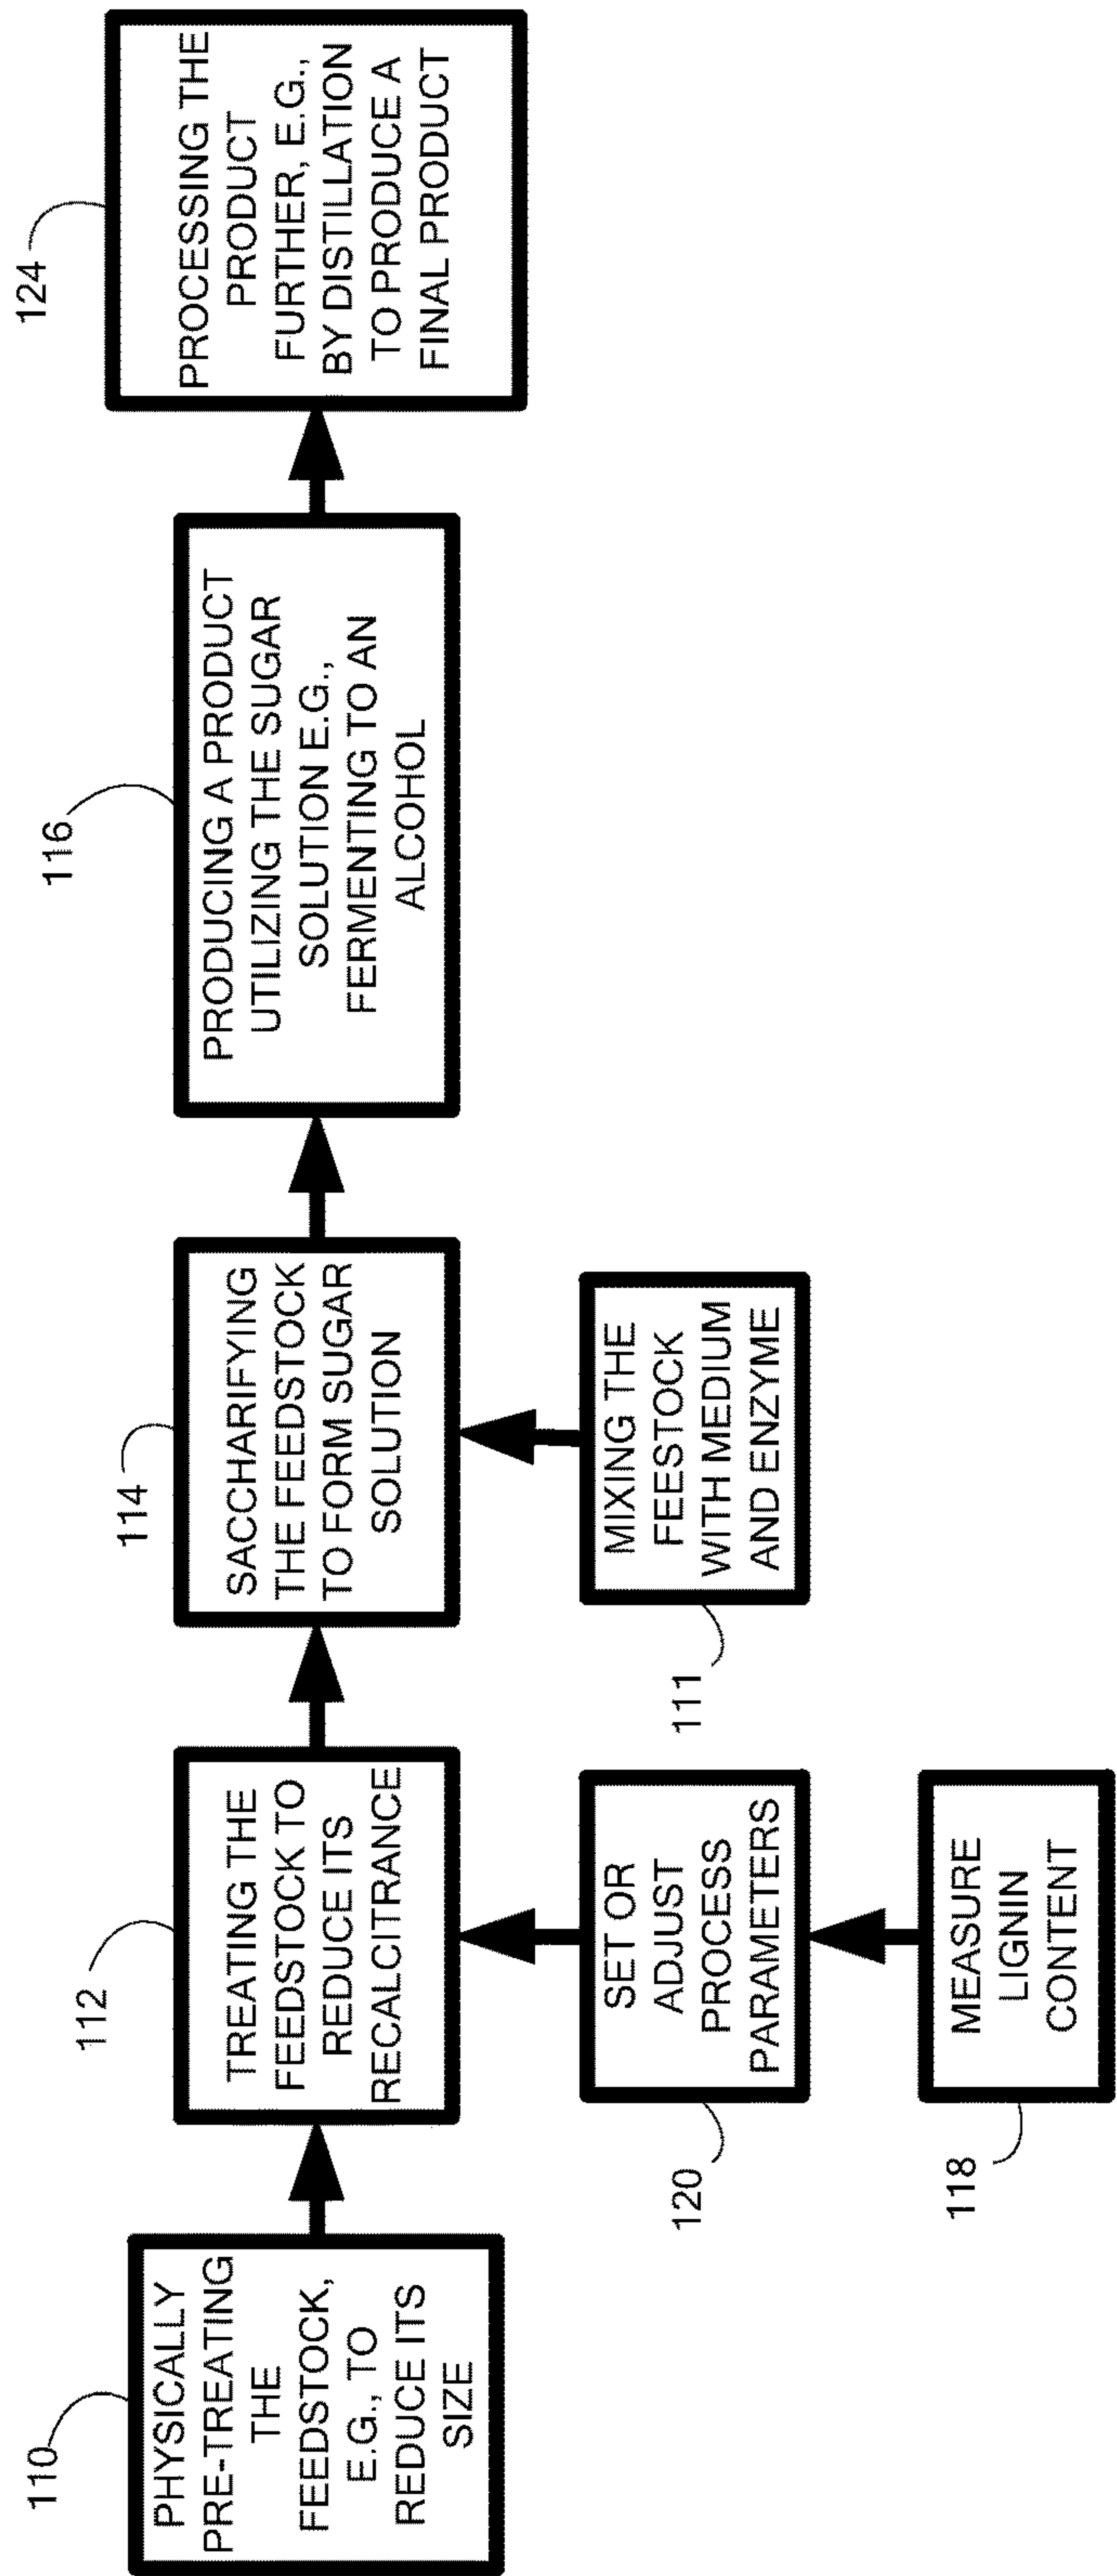 110
PHYSICALLY
PRE-TREATING
THE
FEEDSTOCK,
E.G., TO
REDUCE ITS
SIZE
112
TREATING THE
FEEDSTOCK TO
REDUCE ITS
RECALCITRANCE
114
SACCHARIFYING
THE FEEDSTOCK
TO FORM SUGAR
SOLUTION
116
PRODUCING A PRODUCT
UTILIZING THE SUGAR
SOLUTION E.G.,
FERMENTING TO AN
ALCOHOL
124
PROCESSING THE
PRODUCT
FURTHER, E.G.,
BY DISTILLATION
TO PRODUCE A
FINAL PRODUCT
120
SET OR
ADJUST
PROCESS
PARAMETERS
111
MIXING THE
FEESTOCK
WITH MEDIUM
AND ENZYME
118
MEASURE
LIGNIN
CONTENT